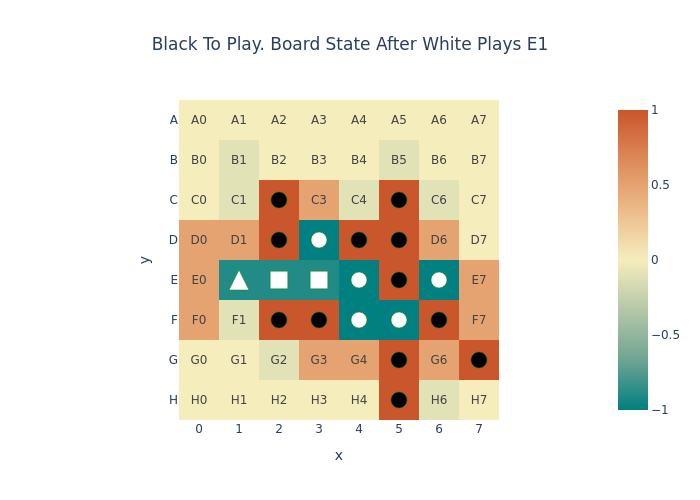 Black To Play. Board State After White Plays E1
A A0 A1 A2 A3 A4 A5 A6 A7
B B0 B1 B2 B3 B4 B5 B6 B7
C C0 C1 C3 C4 C6 C7
D D0 D1 D6 D7
E E0 E7
F F0 F1 F7
G G0 G1 G2 G3 G4 G6
H H0 H1 H2 H3 H4 H6 H7
0 1 2 3 4 5 6 7
x
y
1
0.5
0
−0.5
−1